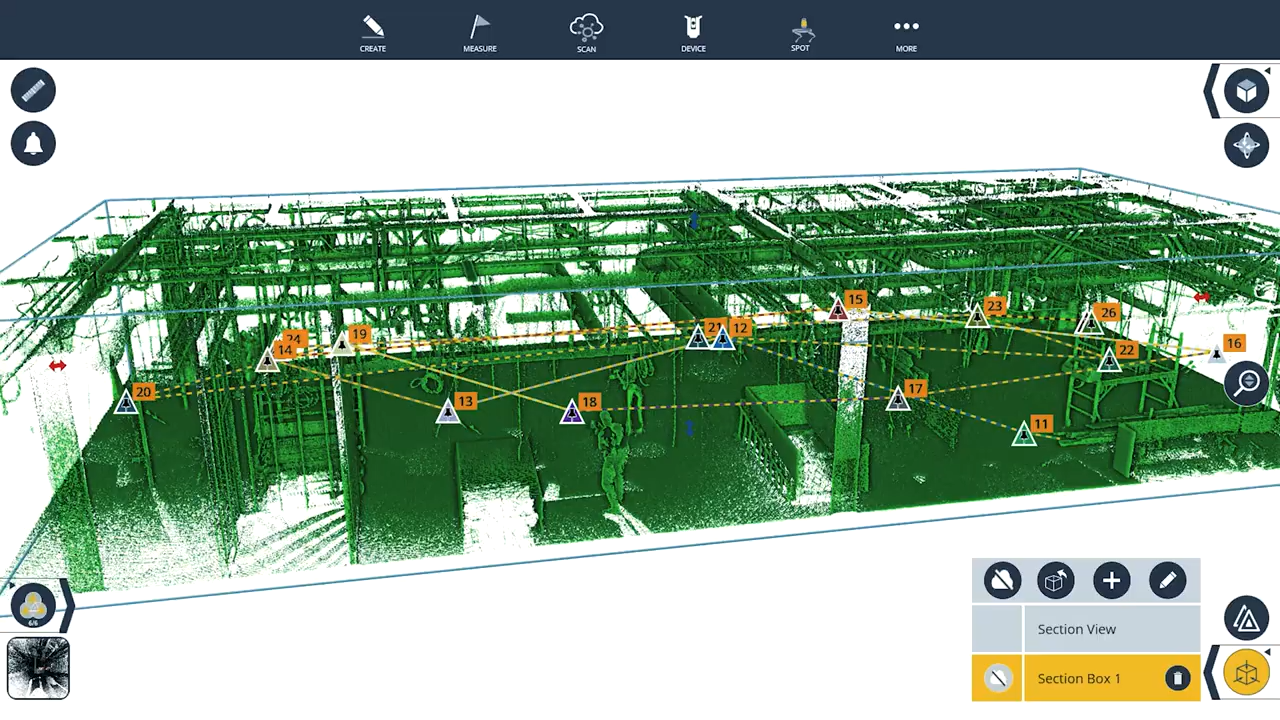 CREATE
MEASURE
SCAN
DEVICE
SPOT
MORE
15
23
26
24
14
19
21
12
16
22
20
13
18
17
11
6/6
Section View
Section Box 1